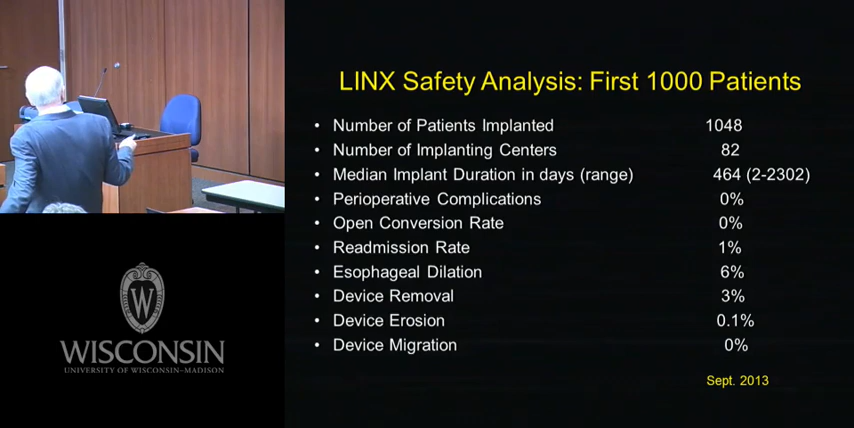 LINX Safety Analysis: First 1000 Patients
• Number of Patients Implanted 1048
• Number of Implanting Centers 82
• Median Implant Duration in days (range) 464 (2-2302)
• Perioperative Complications 0%
• Open Conversion Rate 0%
• Readmission Rate 1%
• Esophageal Dilation 6%
• Device Removal 3%
• Device Erosion 0.1%
• Device Migration 0%
Sept. 2013
W
WISCONSIN
UNIVERSITY OF WISCONSIN–MADISON